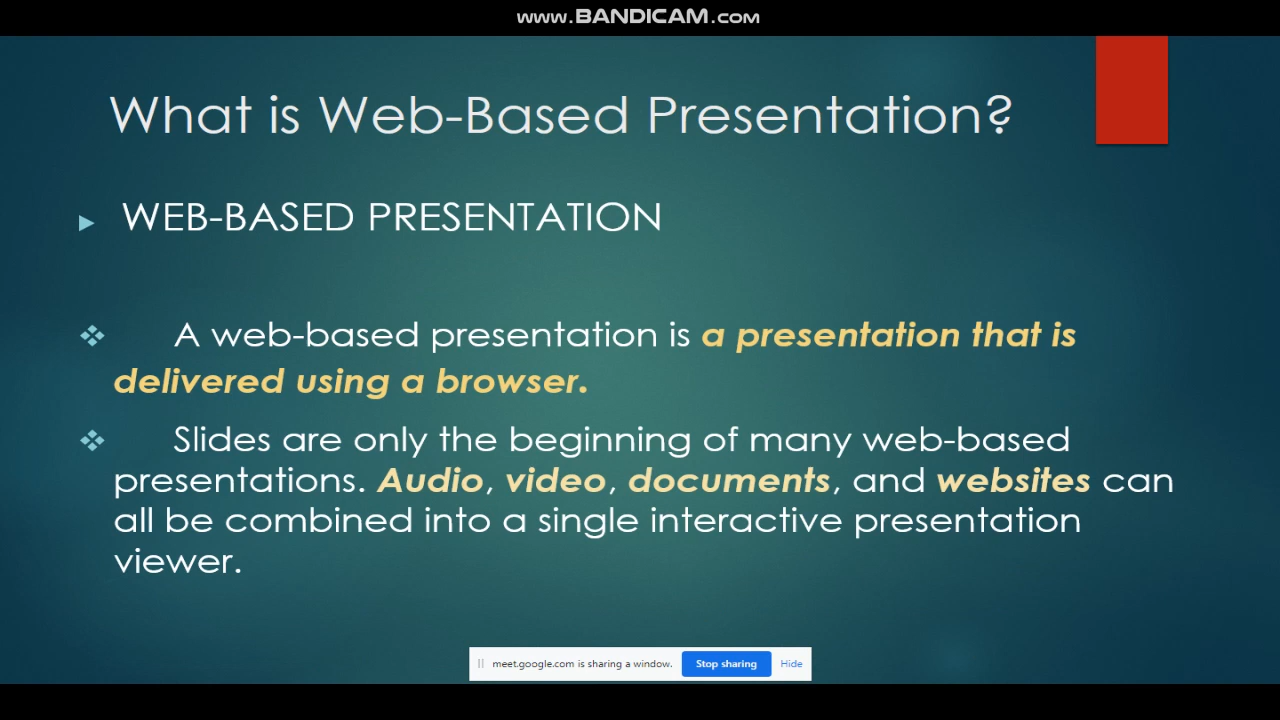 www.BANDICAM.com
What is Web-Based Presentation?
WEB-BASED PRESENTATION
A web-based presentation is a presentation that is
delivered using a browser.
Slides are only the beginning of many web-based
presentations. Audio, video, documents, and websites can
all be combined into a single interactive presentation
viewer.
meet.google.com is sharing a window. Stop sharing Hide